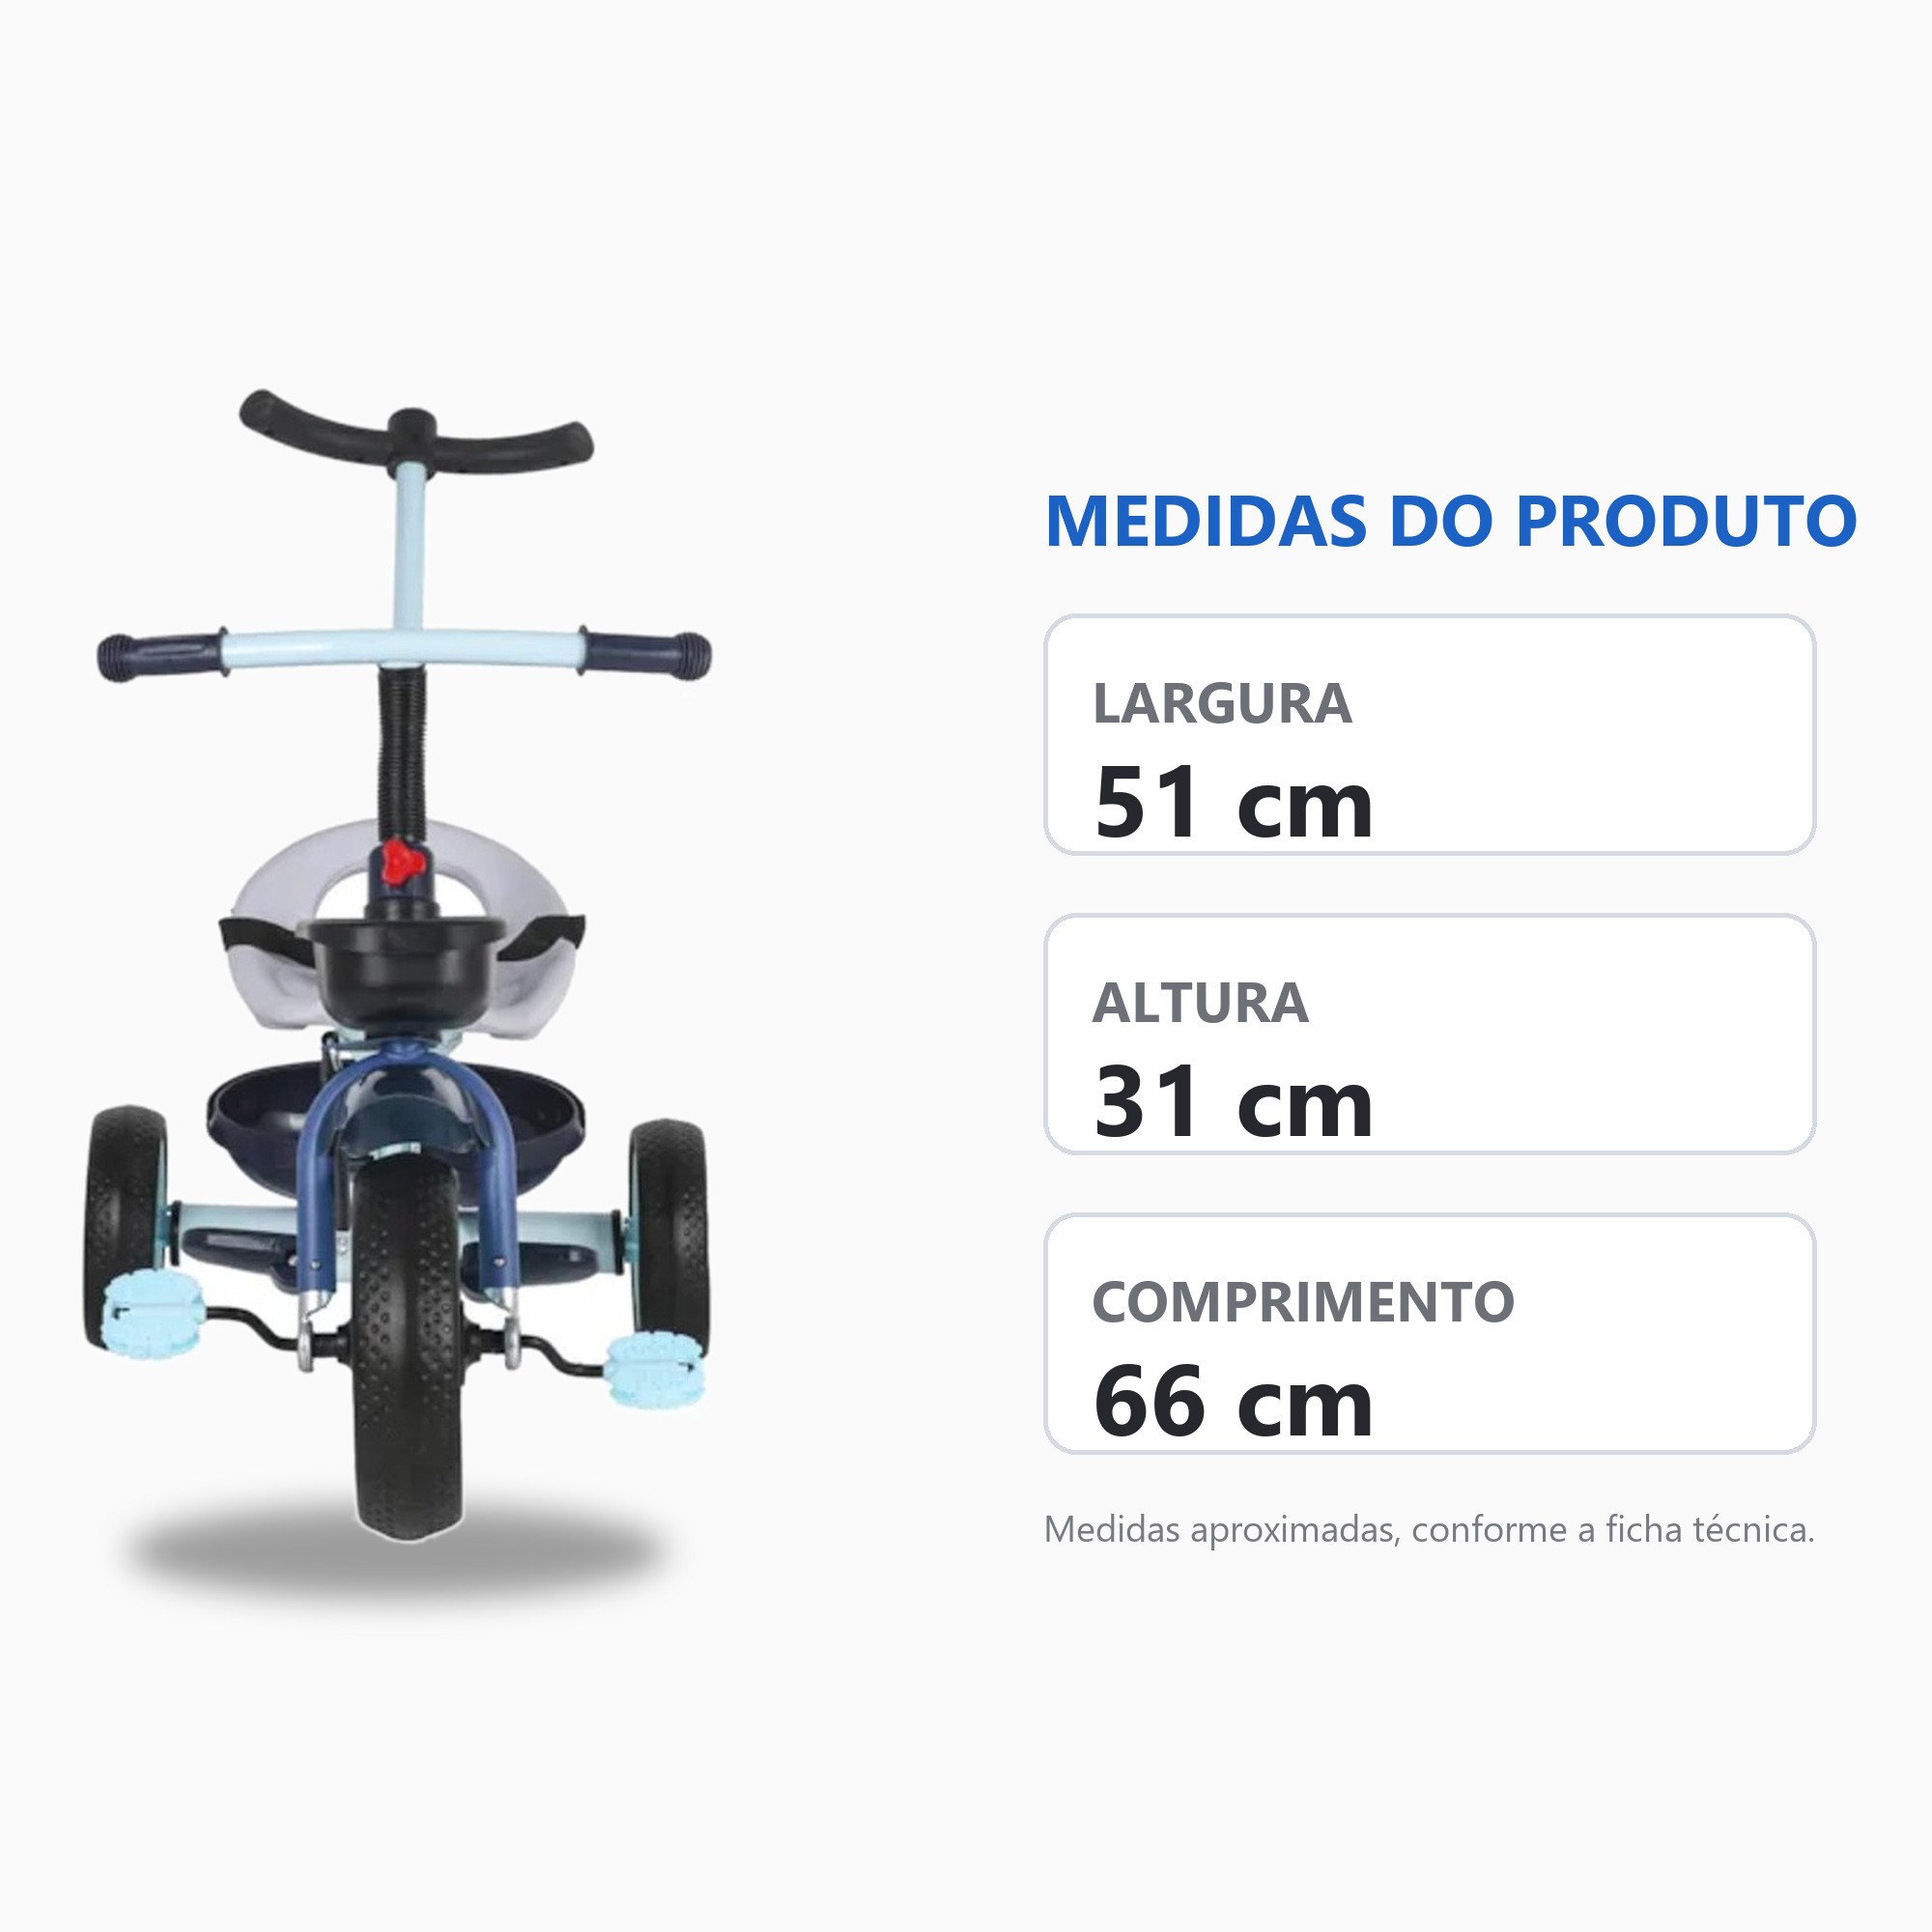 MEDIDAS DO PRODUTO
LARGURA
51 cm
ALTURA
31 cm
COMPRIMENTO
66 cm
Medidas aproximadas, conforme a ficha técnica.